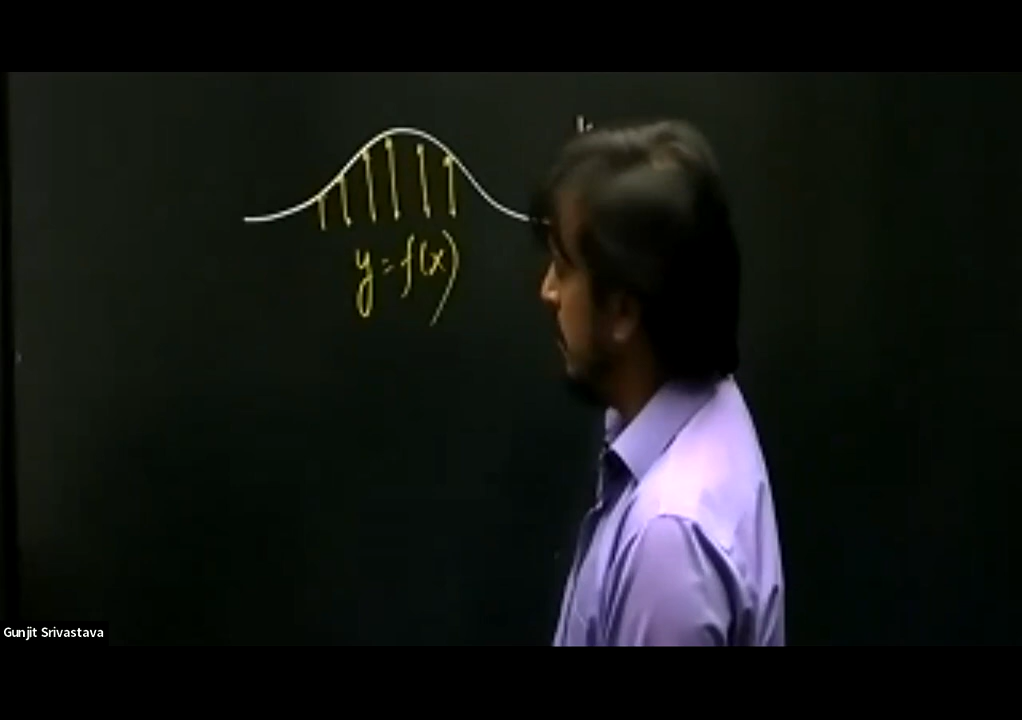 y = f(x)
Gunjit Srivastava